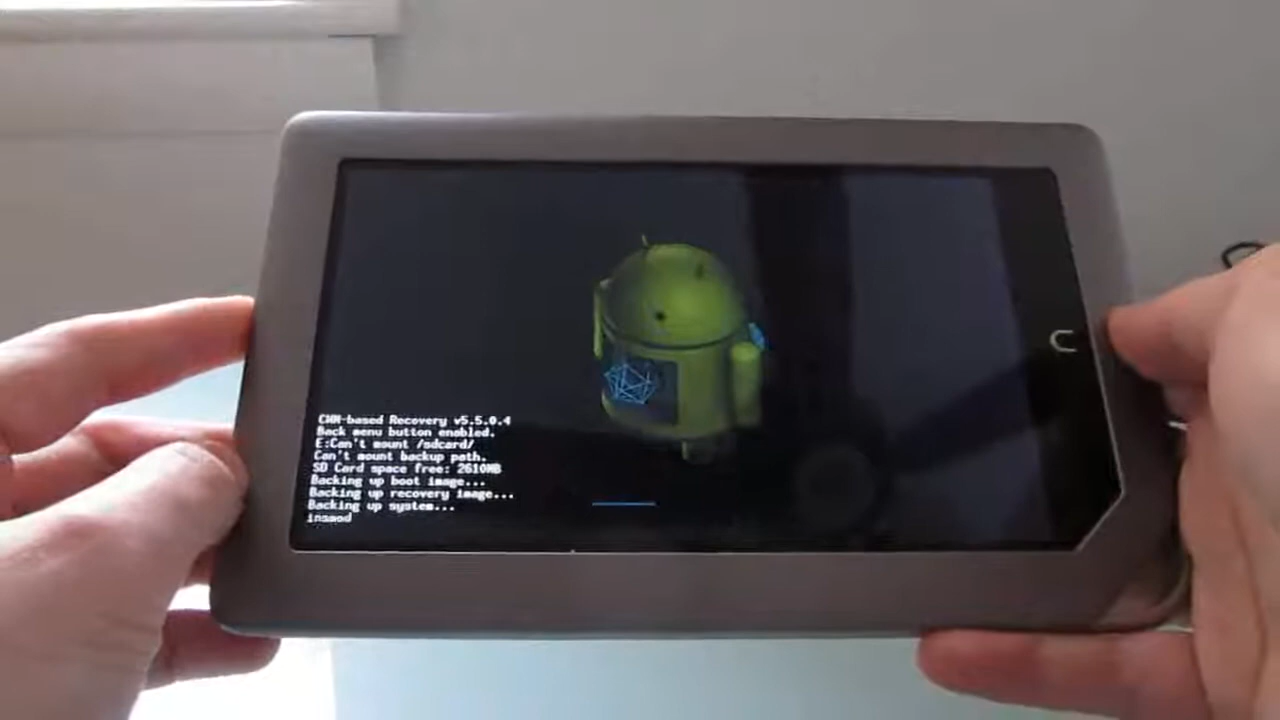 CWM-based Recovery v5.5.0.4
Back menu button enabled.
E:Can't mount /sdcard/
Can't mount backup path.
SD Card space free: 2610MB
Backing up boot image...
Backing up recovery image...
Backing up system...
insmod